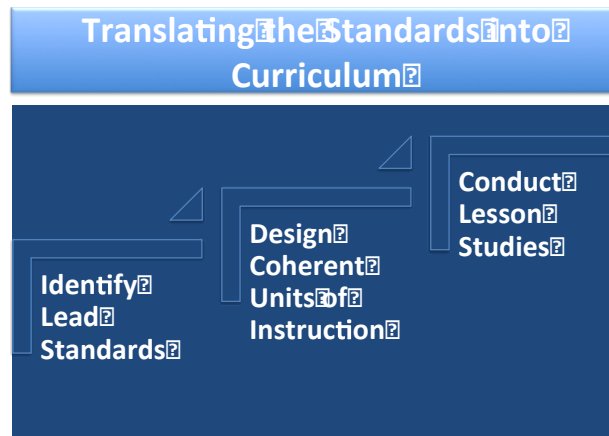 Translating the Standards into
Curriculum
Identify
Lead
Standards
Design
Coherent
Units of
Instruction
Conduct
Lesson
Studies